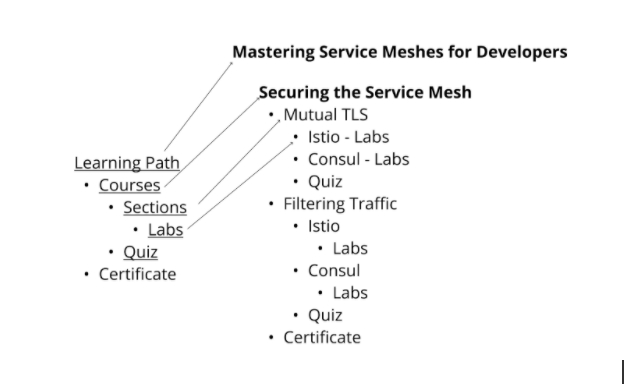 Mastering Service Meshes for Developers
Securing the Service Mesh
• Mutual TLS
• Istio - Labs
• Consul - Labs
• Quiz
• Filtering Traffic
• Istio
• Labs
• Consul
• Labs
• Quiz
• Certificate
Learning Path
• Courses
• Sections
• Labs
• Quiz
• Certificate